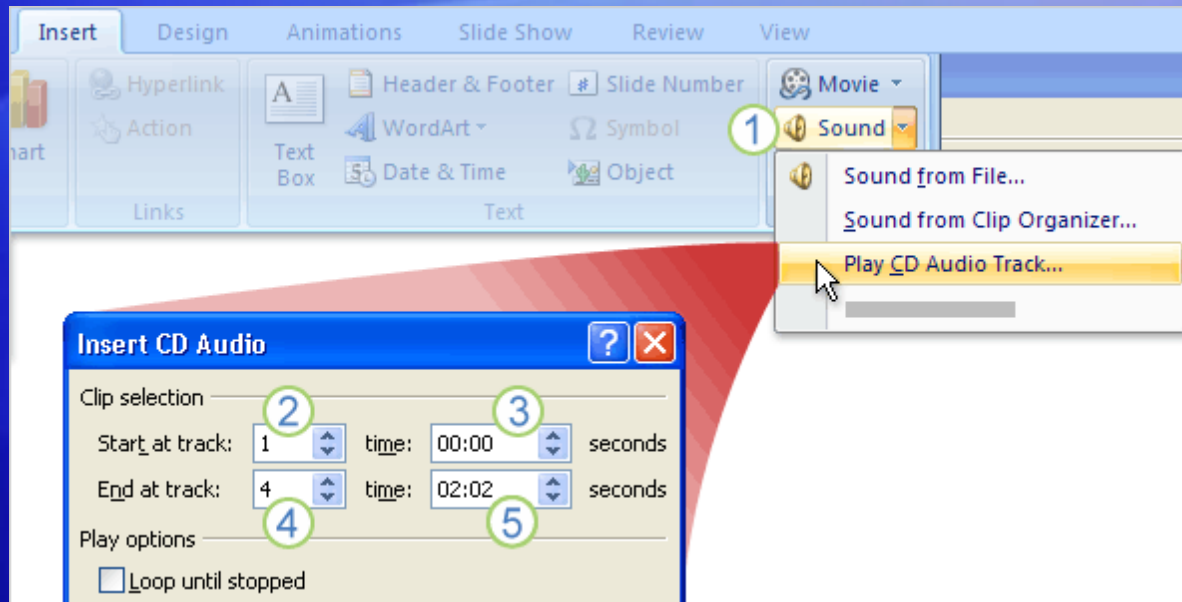 Insert Design Animations Slide Show Review View
Hyperlink
Action
Links
A
Text
Box
Header & Footer
WordArt
Date & Time
# Slide Number
Ω Symbol
Object
Text
Movie
1 Sound
Sound from File...
Sound from Clip Organizer...
Play CD Audio Track...
Insert CD Audio ?
Clip selection
2 3
Start at track: 1 time: 00:00 seconds
End at track: 4 time: 02:02 seconds
4 5
Play options
Loop until stopped